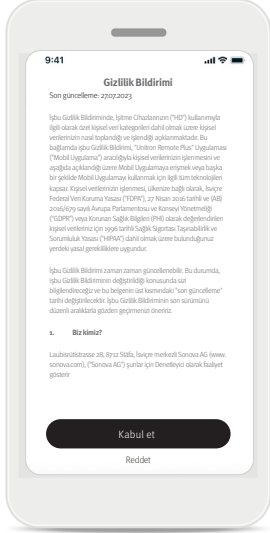 9:41
Gizlilik Bildirimi
Son güncelleme: 27.07.2023
İşbu Gizlilik Bildiriminde, İşitme Cihazlarınızın ("HD") kullanımıyla
ilgili olarak özel kişisel veri kategorileri dahil olmak üzere kişisel
verilerinizin nasıl toplandığı ve işlendiği açıklanmaktadır. Bu
bağlamda işbu Gizlilik Bildirimi, "Unitron Remote Plus" Uygulaması
("Mobil Uygulama") aracılığıyla kişisel verilerinizin işlenmesini ve
aşağıda açıklanan üzere Mobil Uygulamaya erişmek veya başka
bir şekilde Mobil Uygulamayı kullanmak için ilgili tüm teknolojileri
kapsar. Kişisel verilerinizin işlenmesi, ülkenize bağlı olarak, İsviçre
Federal Veri Koruma Yasası ("FDPA"), 27 Nisan 2016 tarihli ve (AB)
2016/679 sayılı Avrupa Parlamentosu ve Konseyi Yönetmeliği
("GDPR") veya Korunan Sağlık Bilgileri (PHI) olarak değerlendirilen
kişisel verileriniz için 1996 tarihli Sağlık Sigortası Taşınabilirlik ve
Sorumluluk Yasası ("HIPAA") dahil olmak üzere bulunduğunuz
yerdeki yasal gerekliliklere uygundur.
İşbu Gizlilik Bildirimi zaman zaman güncellenebilir. Bu durumda,
işbu Gizlilik Bildiriminin değiştirildiği konusunda sizi
bilgilendireceğiz ve bu belgenin üst kısmındaki "son güncelleme"
tarihi değiştirilecektir. İşbu Gizlilik Bildiriminin son sürümünü
düzenli aralıklarla gözden geçirmenizi öneririz.
1. Biz kimiz?
Laubisrütistrasse 28, 8712 Stäfa, İsviçre merkezli Sonova AG (www.
sonova.com), ("Sonova AG") şunlar için Denetleyici olarak faaliyet
gösterir
Kabul et
Reddet